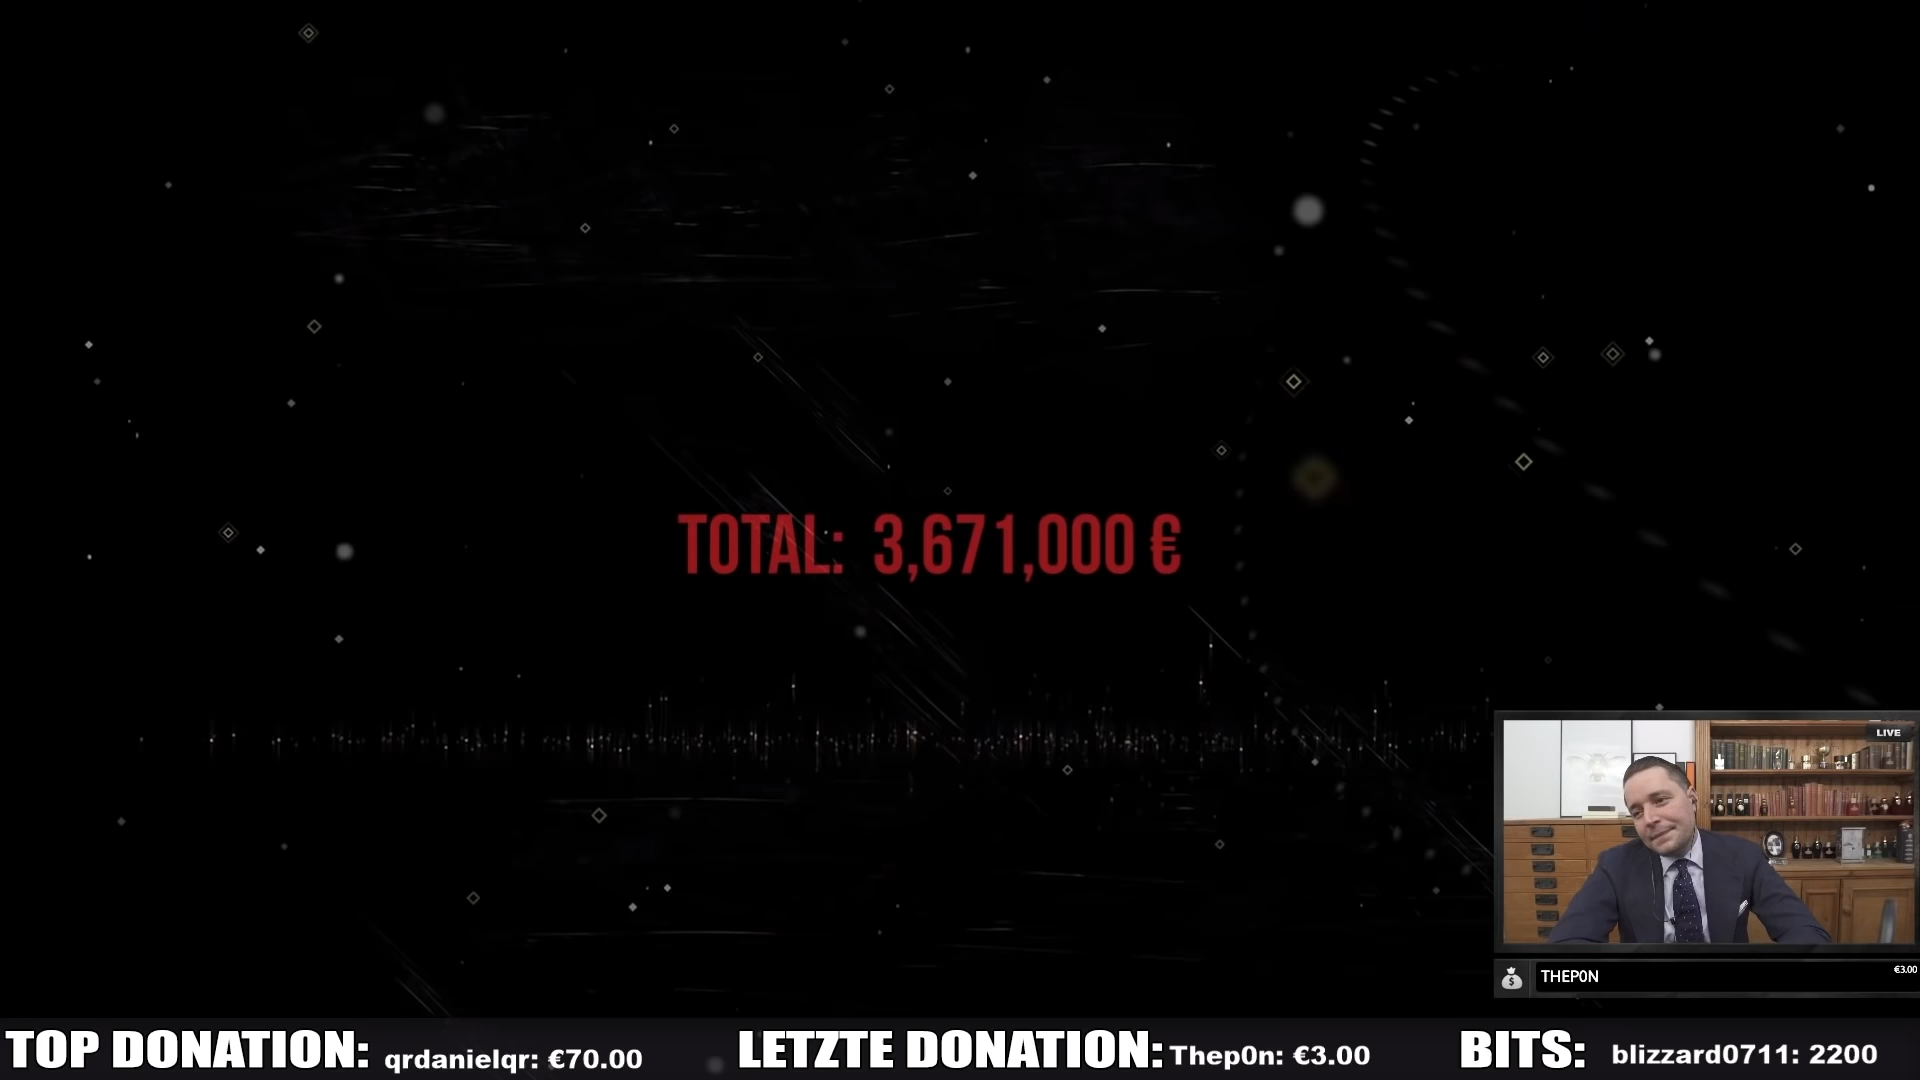 TOTAL: 3,671,000 €
LIVE
THEP0N €3.00
TOP DONATION: qrdanielqr: €70.00 LETZTE DONATION: Thep0n: €3.00 BITS: blizzard0711: 2200